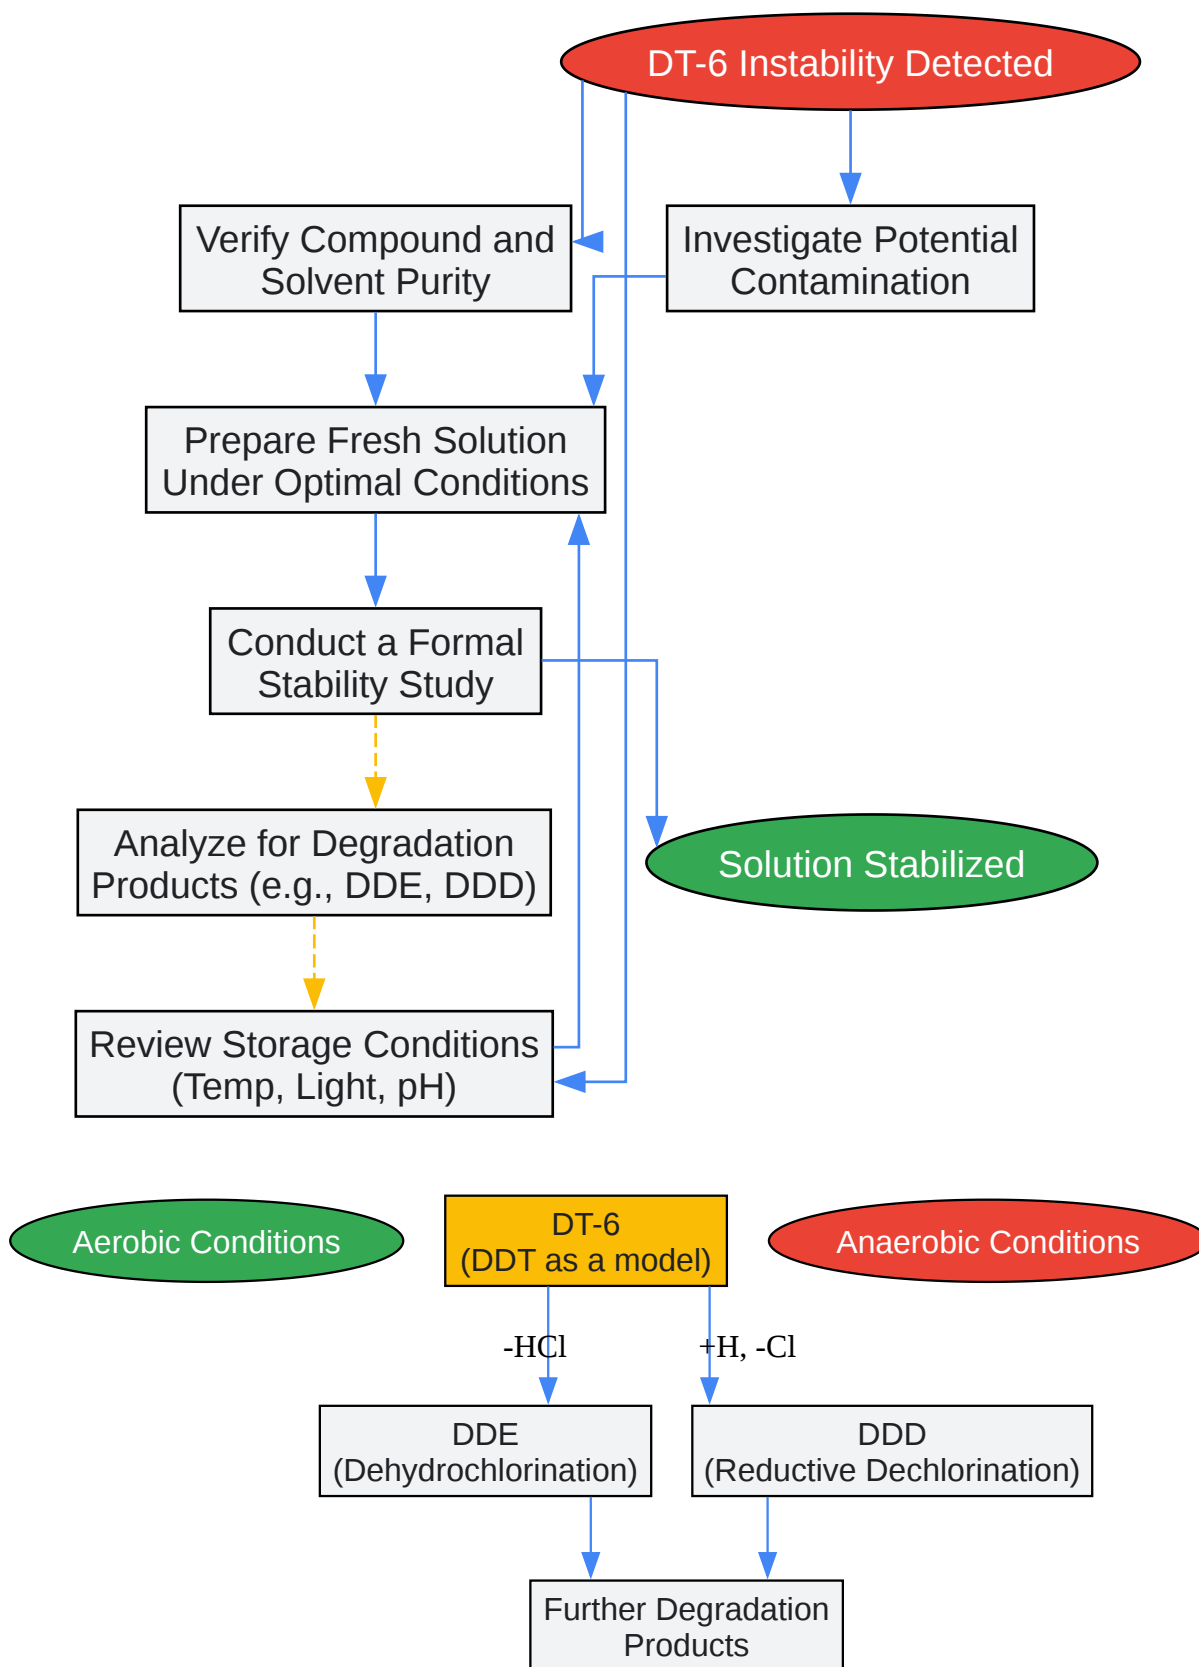 DT-6 Instability Detected
Verify Compound and
Solvent Purity
Investigate Potential
Contamination
Prepare Fresh Solution
Under Optimal Conditions
Conduct a Formal
Stability Study
Analyze for Degradation
Products (e.g., DDE, DDD)
Solution Stabilized
Review Storage Conditions
(Temp, Light, pH)
Aerobic Conditions
DT-6
(DDT as a model)
Anaerobic Conditions
-HCl
+H, -Cl
DDE
(Dehydrochlorination)
DDD
(Reductive Dechlorination)
Further Degradation
Products